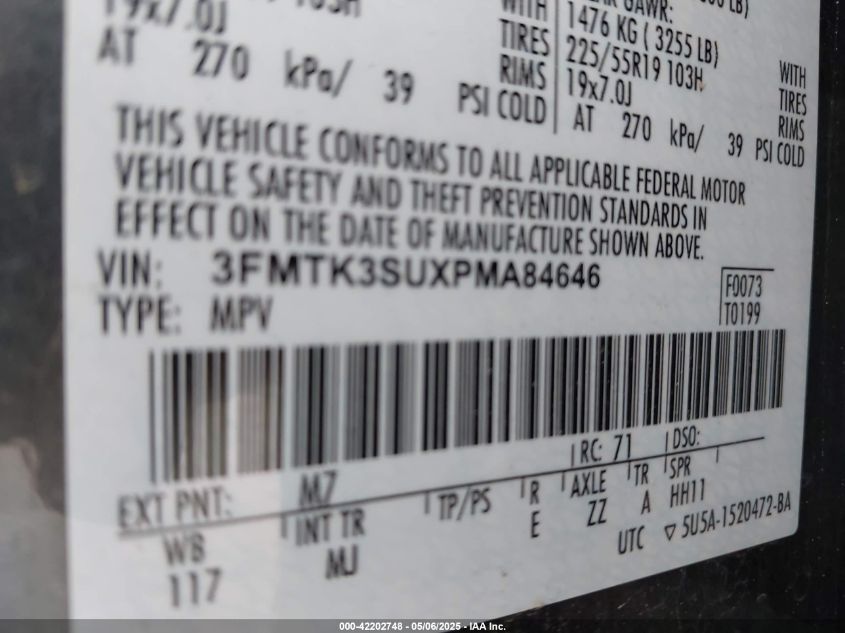 103H
19x7.0J
AT 270 kPa/ 39 PSI COLD
WITH
TIRES
RIMS
GAWR:
1476 KG ( 3255 LB)
225/55R19 103H
19x7.0J
AT 270 kPa/ 39 PSI COLD
WITH
TIRES
RIMS
THIS VEHICLE CONFORMS TO ALL APPLICABLE FEDERAL MOTOR
VEHICLE SAFETY AND THEFT PREVENTION STANDARDS IN
EFFECT ON THE DATE OF MANUFACTURE SHOWN ABOVE.
VIN: 3FMTK3SUXPMA84646
TYPE: MPV
F0073
T0199
RC: 71 DSO:
EXT PNT: M7
WB INT TR TP/PS R AXLE TR SPR
117 MJ E ZZ A HH11
UTC ▽ 5U5A-1520472-BA
000-42202748 - 05/06/2025 - IAA Inc.